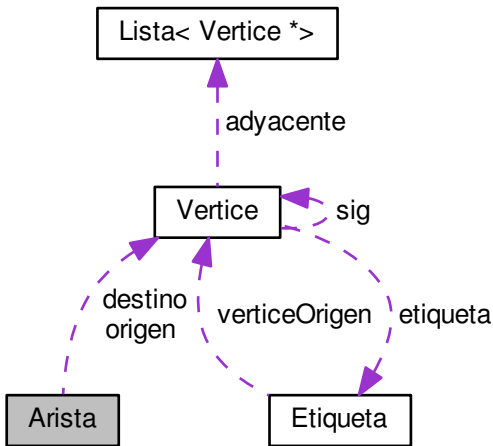 Lista< Vertice *>
adyacente
Vertice
sig
destino
origen
verticeOrigen
etiqueta
Arista
Etiqueta